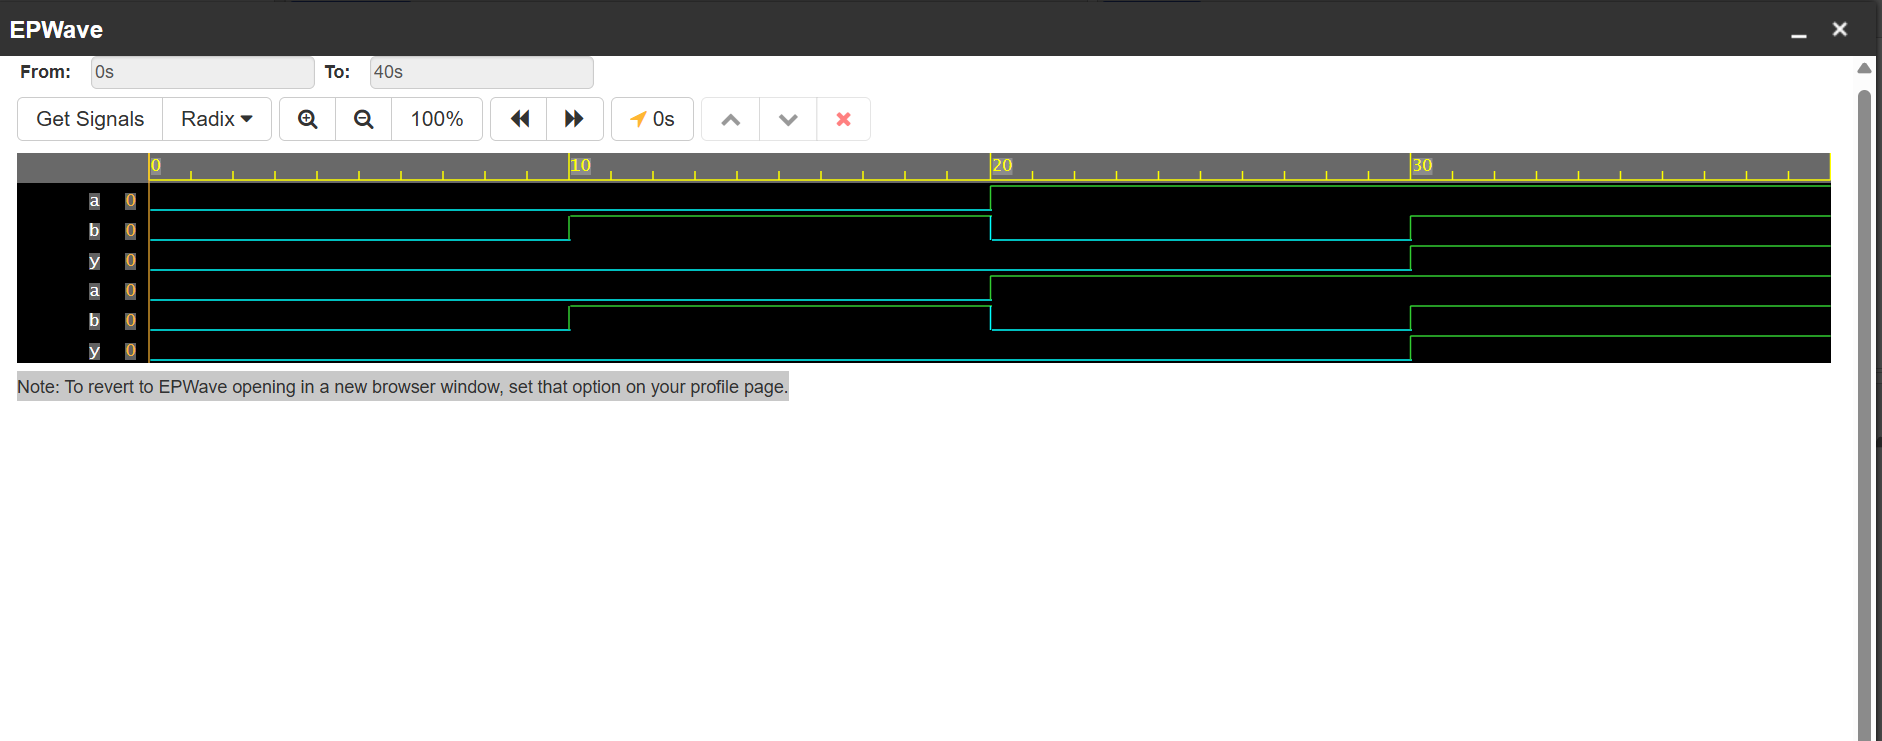 EPWave
From: 0s To: 40s
Get Signals Radix 100% 0s
0 10 20 30
a 0
b 0
y 0
a 0
b 0
y 0
Note: To revert to EPWave opening in a new browser window, set that option on your profile page.